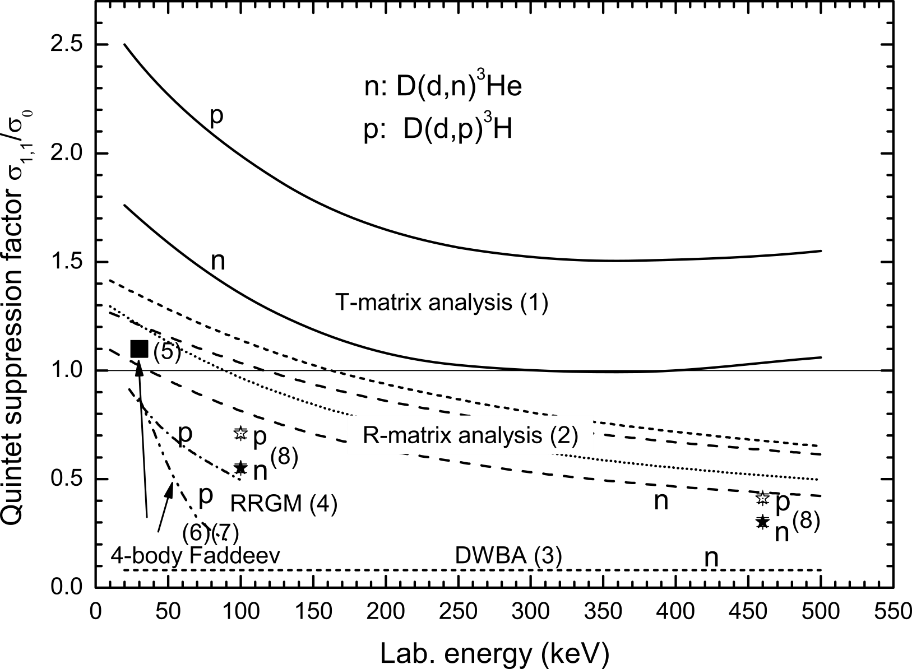 Quintet suppression factor σ1,1/σ0
2.5
2.0
1.5
1.0
0.5
0.0
n: D(d,n)³He
p: D(d,p)³H
p
n
T-matrix analysis (1)
(5)
R-matrix analysis (2)
p
p
n (8)
p
RRGM (4)
n
p
n (8)
(6)(7)
4-body Faddeev
DWBA (3)
n
0 50 100 150 200 250 300 350 400 450 500 550
Lab. energy (keV)